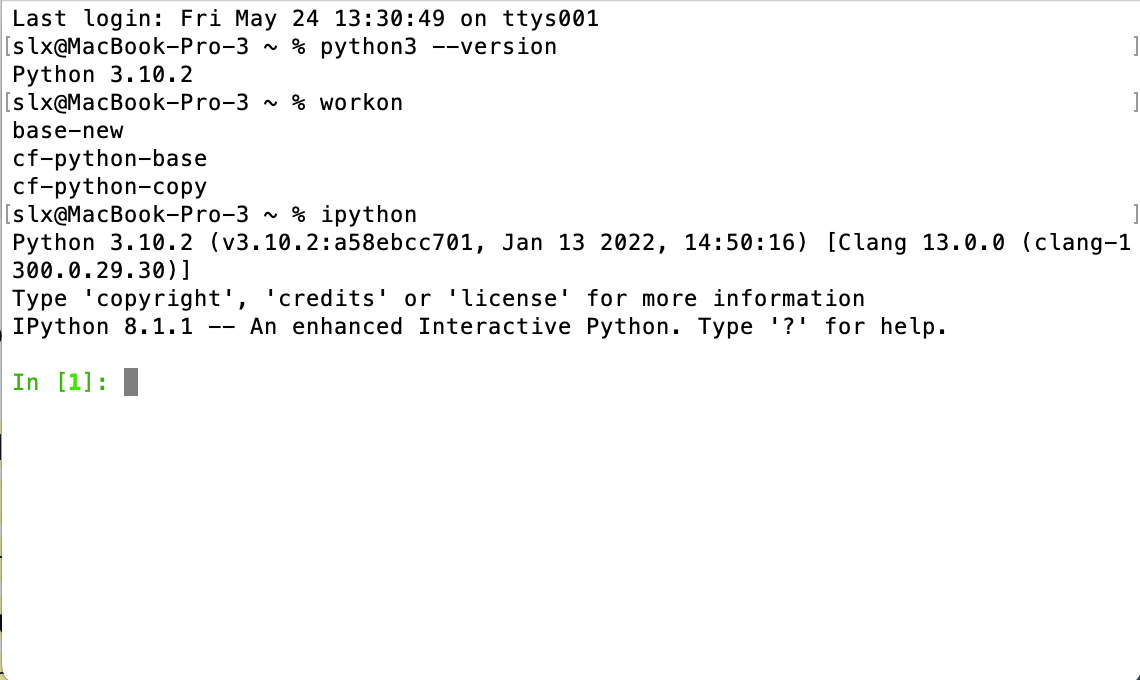 Last login: Fri May 24 13:30:49 on ttys001
[slx@MacBook-Pro-3 ~ % python3 --version ]
Python 3.10.2
[slx@MacBook-Pro-3 ~ % workon ]
base-new
cf-python-base
cf-python-copy
[slx@MacBook-Pro-3 ~ % ipython ]
Python 3.10.2 (v3.10.2:a58ebcc701, Jan 13 2022, 14:50:16) [Clang 13.0.0 (clang-1
300.0.29.30)]
Type 'copyright', 'credits' or 'license' for more information
IPython 8.1.1 -- An enhanced Interactive Python. Type '?' for help.
In [1]: